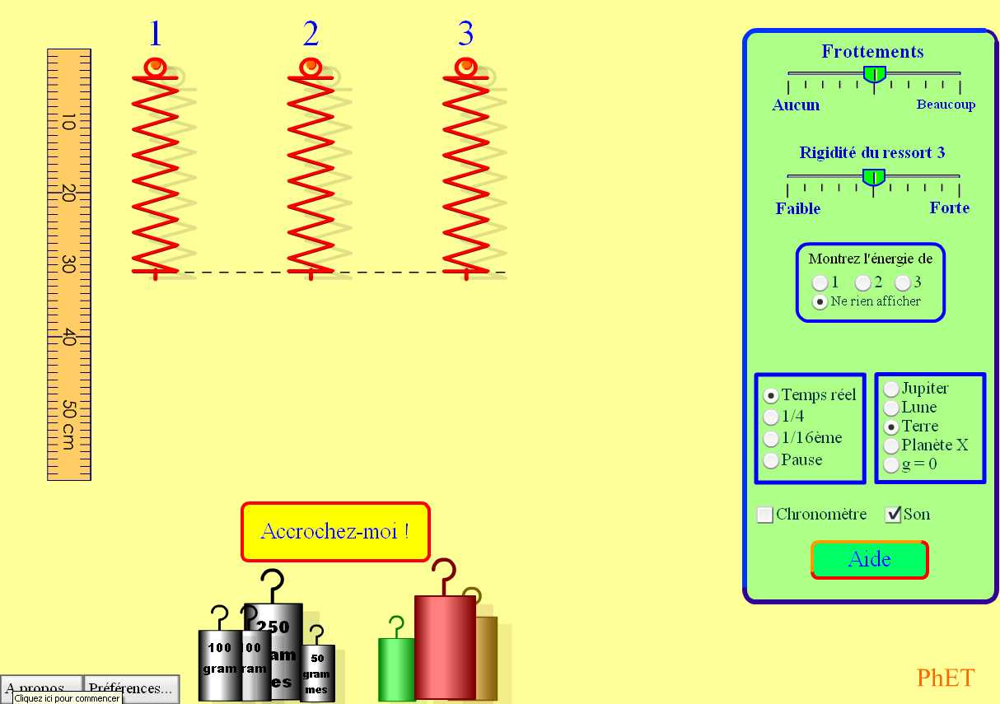 1 2 3
10
20
30
40
50 cm
Frottements
Aucun Beaucoup
Rigidité du ressort 3
Faible Forte
Montrez l'énergie de
1 2 3
Ne rien afficher
Temps réel
1/4
1/16ème
Pause
Jupiter
Lune
Terre
Planète X
g = 0
Chronomètre Son
Aide
Accrochez-moi !
100
gram
00
ram
250
am
es
50
gram
mes
A propos... Préférences...
Cliquez ici pour commencer
PhET